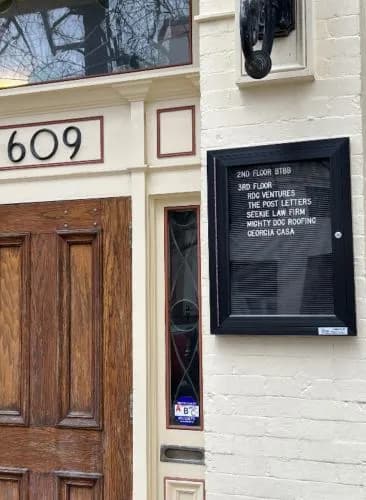 609
2ND FLOOR BTBB
3RD FLOOR
RDC VENTURES
THE POST LETTERS
SEEKIE LAW FIRM
MIGHTY DOG ROOFING
GEORGIA CASA
ABC